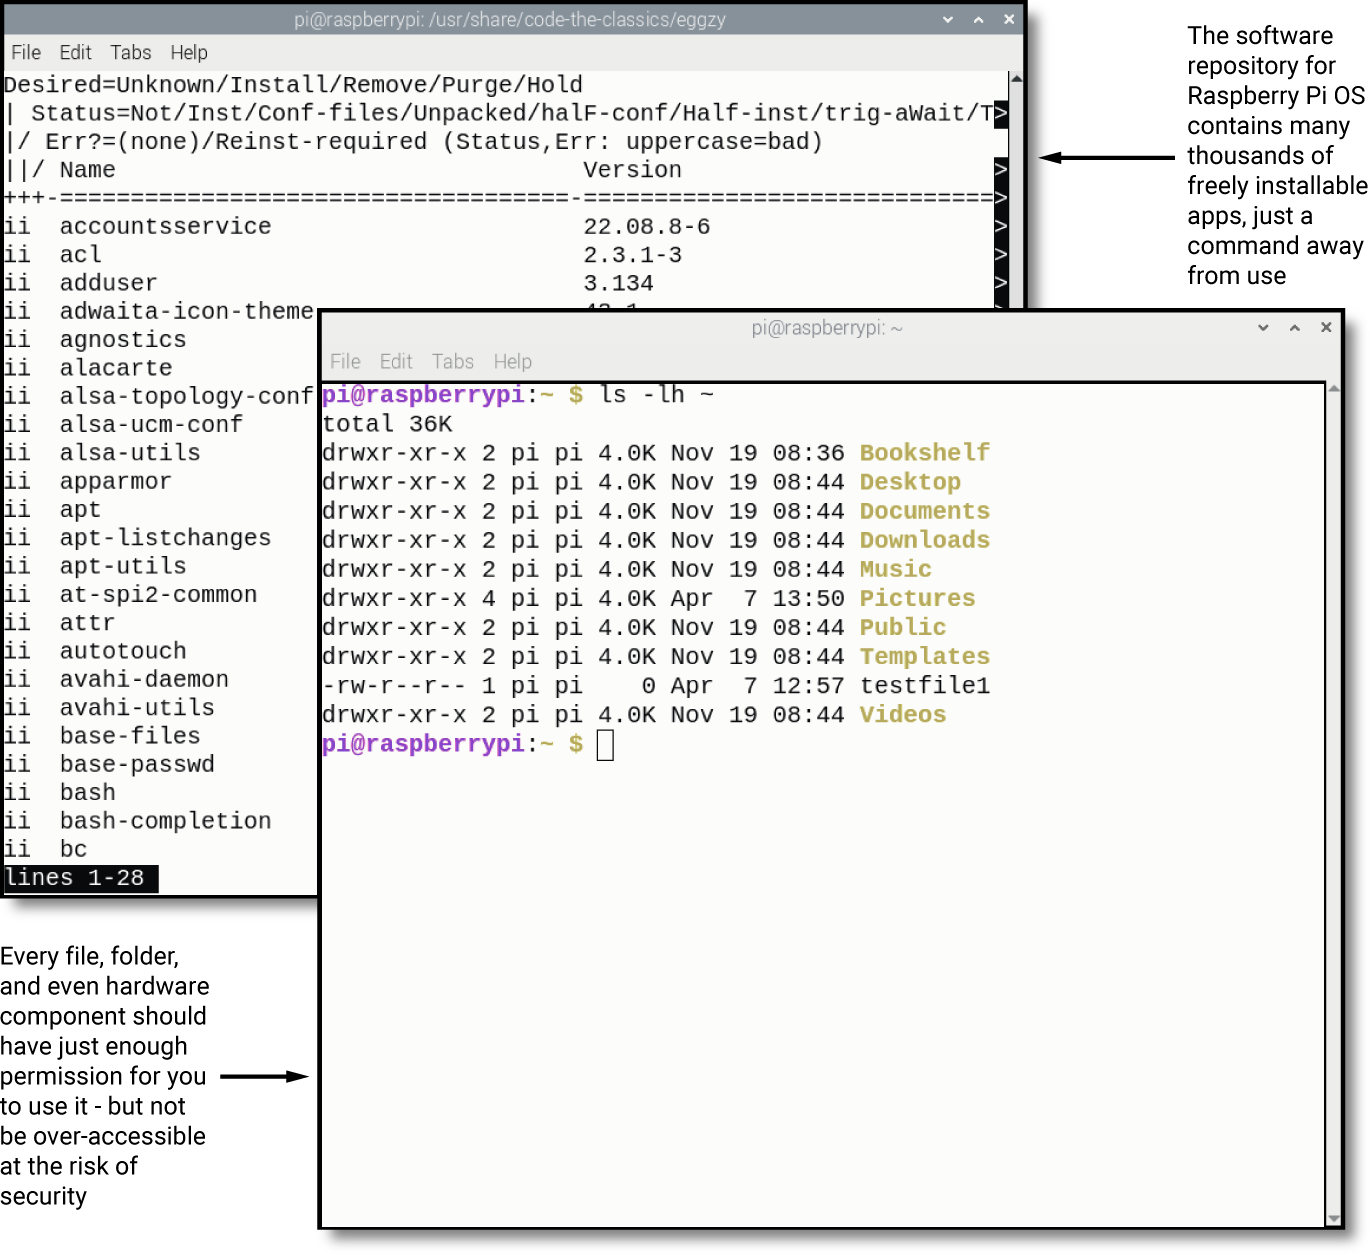 pi@raspberrypi: /usr/share/code-the-classics/eggzy
File Edit Tabs Help
Desired=Unknown/Install/Remove/Purge/Hold
| Status=Not/Inst/Conf-files/Unpacked/halF-conf/Half-inst/trig-aWait/T>
|/ Err?=(none)/Reinst-required (Status,Err: uppercase=bad)
||/ Name Version >
+++-====================================-=============================>
ii accountsservice 22.08.8-6 >
ii acl 2.3.1-3 >
ii adduser 3.134 >
ii adwaita-icon-theme
ii agnostics
ii alacarte
ii alsa-topology-conf
ii alsa-ucm-conf
ii alsa-utils
ii apparmor
ii apt
ii apt-listchanges
ii apt-utils
ii at-spi2-common
ii attr
ii autotouch
ii avahi-daemon
ii avahi-utils
ii base-files
ii base-passwd
ii bash
ii bash-completion
ii bc
lines 1-28
The software
repository for
Raspberry Pi OS
contains many
thousands of
freely installable
apps, just a
command away
from use
pi@raspberrypi: ~
File Edit Tabs Help
pi@raspberrypi:~ $ ls -lh ~
total 36K
drwxr-xr-x 2 pi pi 4.0K Nov 19 08:36 Bookshelf
drwxr-xr-x 2 pi pi 4.0K Nov 19 08:44 Desktop
drwxr-xr-x 2 pi pi 4.0K Nov 19 08:44 Documents
drwxr-xr-x 2 pi pi 4.0K Nov 19 08:44 Downloads
drwxr-xr-x 2 pi pi 4.0K Nov 19 08:44 Music
drwxr-xr-x 4 pi pi 4.0K Apr 7 13:50 Pictures
drwxr-xr-x 2 pi pi 4.0K Nov 19 08:44 Public
drwxr-xr-x 2 pi pi 4.0K Nov 19 08:44 Templates
-rw-r--r-- 1 pi pi 0 Apr 7 12:57 testfile1
drwxr-xr-x 2 pi pi 4.0K Nov 19 08:44 Videos
pi@raspberrypi:~ $
Every file, folder,
and even hardware
component should
have just enough
permission for you
to use it - but not
be over-accessible
at the risk of
security